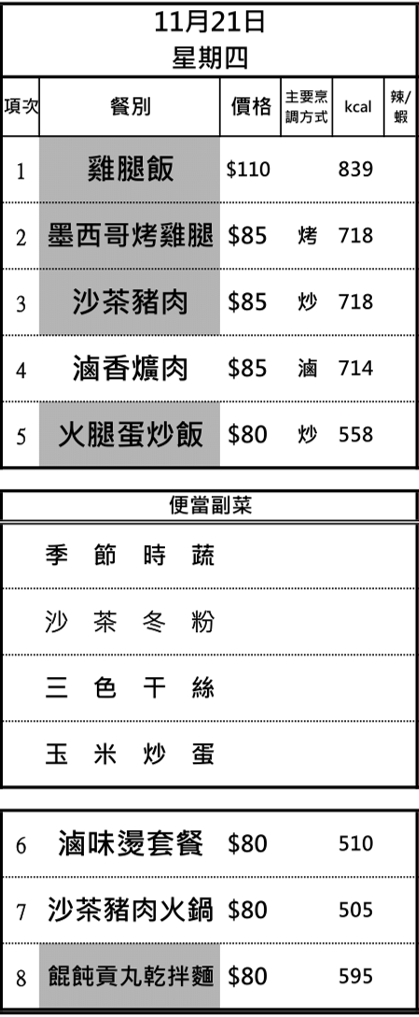 11月21日
星期四
項次 餐別 價格 主要烹調方式 kcal 辣/蝦
1 雞腿飯 $110 839
2 墨西哥烤雞腿 $85 烤 718
3 沙茶豬肉 $85 炒 718
4 滷香爌肉 $85 滷 714
5 火腿蛋炒飯 $80 炒 558
便當副菜
季節時蔬
沙茶冬粉
三色干絲
玉米炒蛋
6 滷味燙套餐 $80 510
7 沙茶豬肉火鍋 $80 505
8 餛飩貢丸乾拌麵 $80 595